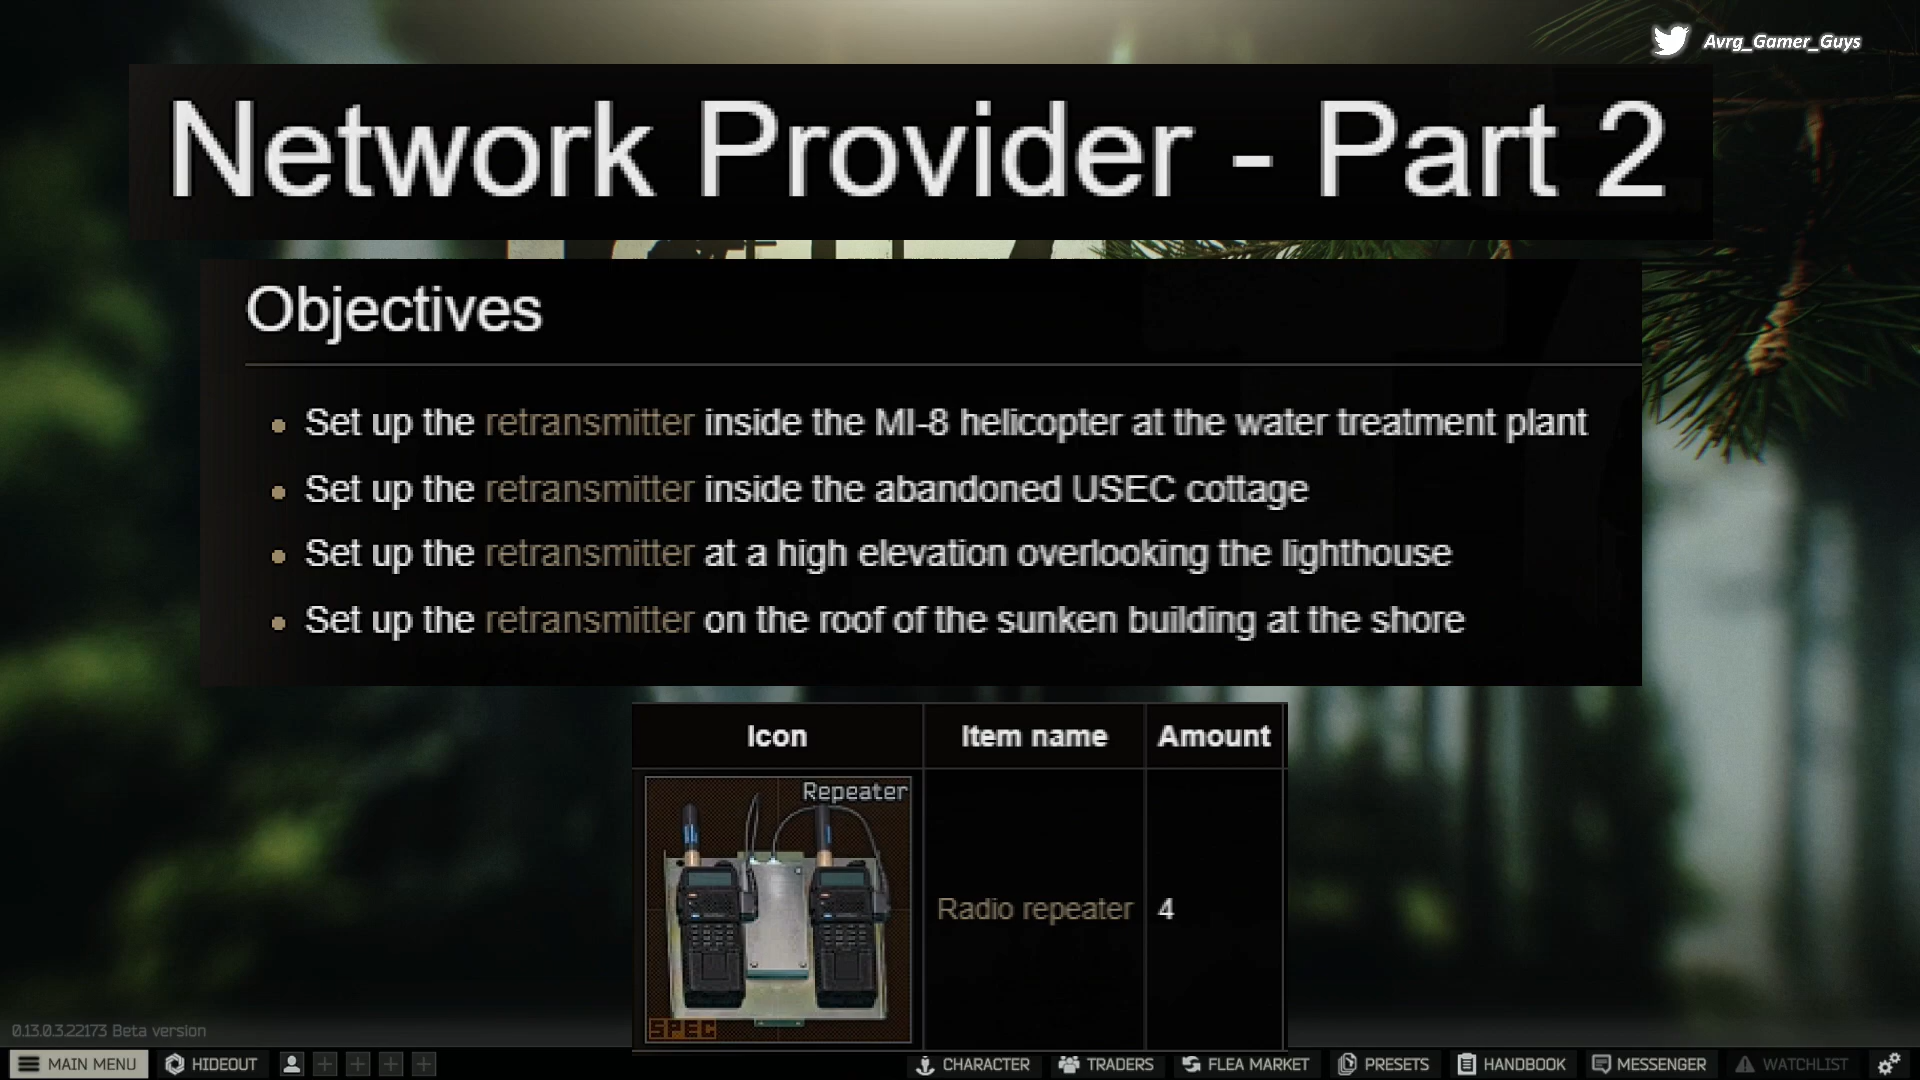 Avrg_Gamer_Guys
Network Provider - Part 2
Objectives
Set up the retransmitter inside the MI-8 helicopter at the water treatment plant
Set up the retransmitter inside the abandoned USEC cottage
Set up the retransmitter at a high elevation overlooking the lighthouse
Set up the retransmitter on the roof of the sunken building at the shore
Icon Item name Amount
Repeater
Radio repeater 4
SPEC
0.13.0.3.22173 Beta version
MAIN MENU HIDEOUT CHARACTER TRADERS FLEA MARKET PRESETS HANDBOOK MESSENGER WATCHLIST